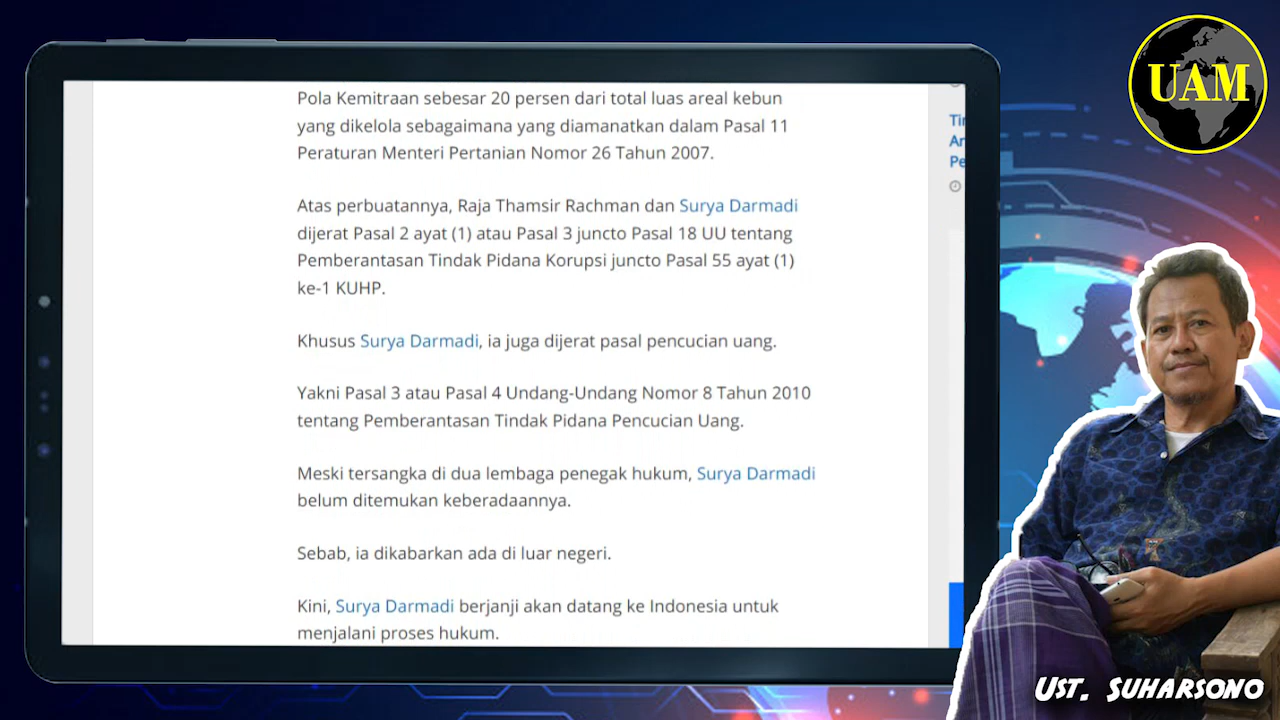 Pola Kemitraan sebesar 20 persen dari total luas areal kebun
yang dikelola sebagaimana yang diamanatkan dalam Pasal 11
Peraturan Menteri Pertanian Nomor 26 Tahun 2007.
Atas perbuatannya, Raja Thamsir Rachman dan Surya Darmadi
dijerat Pasal 2 ayat (1) atau Pasal 3 juncto Pasal 18 UU tentang
Pemberantasan Tindak Pidana Korupsi juncto Pasal 55 ayat (1)
ke-1 KUHP.
Khusus Surya Darmadi, ia juga dijerat pasal pencucian uang.
Yakni Pasal 3 atau Pasal 4 Undang-Undang Nomor 8 Tahun 2010
tentang Pemberantasan Tindak Pidana Pencucian Uang.
Meski tersangka di dua lembaga penegak hukum, Surya Darmadi
belum ditemukan keberadaannya.
Sebab, ia dikabarkan ada di luar negeri.
Kini, Surya Darmadi berjanji akan datang ke Indonesia untuk
menjalani proses hukum.
UAM
Ust. Suharsono